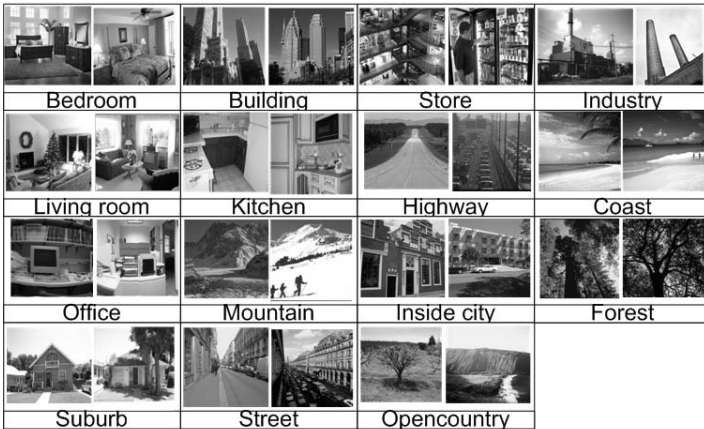 Bedroom
Building
Store
Industry
Living room
Kitchen
Highway
Coast
Office
Mountain
Inside city
Forest
Suburb
Street
Opencountry